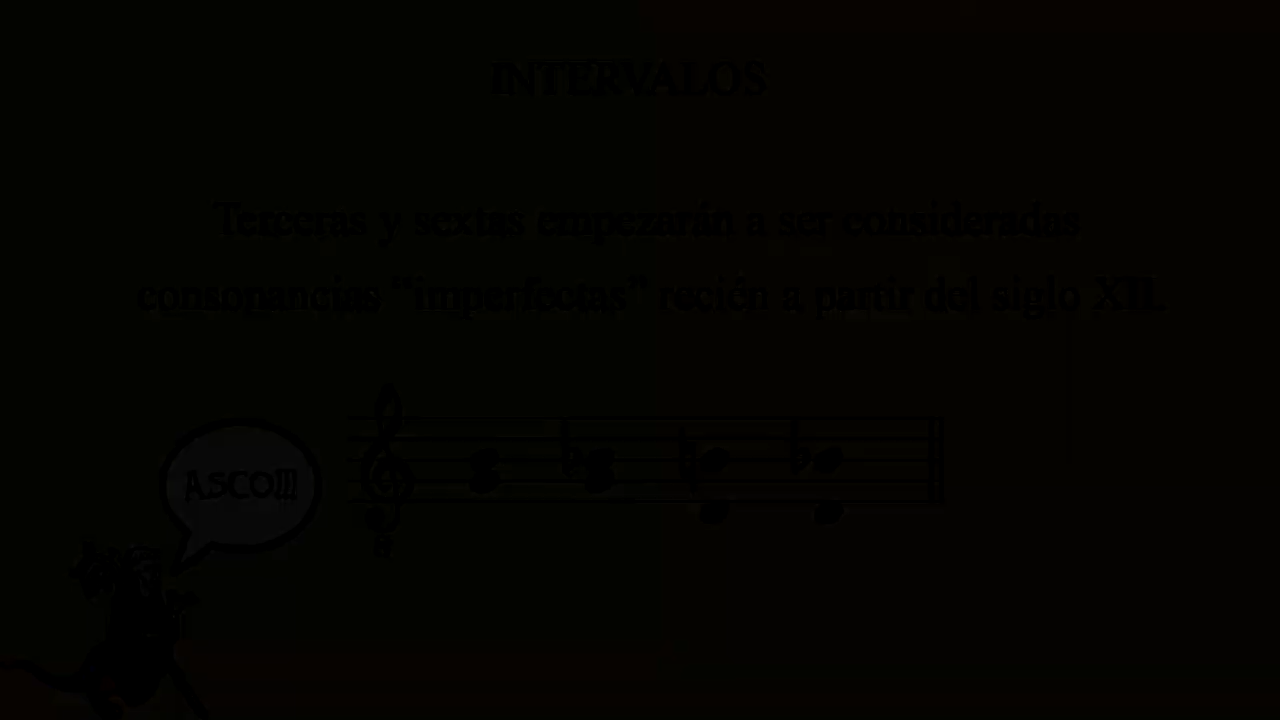 INTERVALOS
Terceras y sextas empezarán a ser consideradas
consonancias "imperfectas" recién a partir del siglo XII.
ASCO!!!